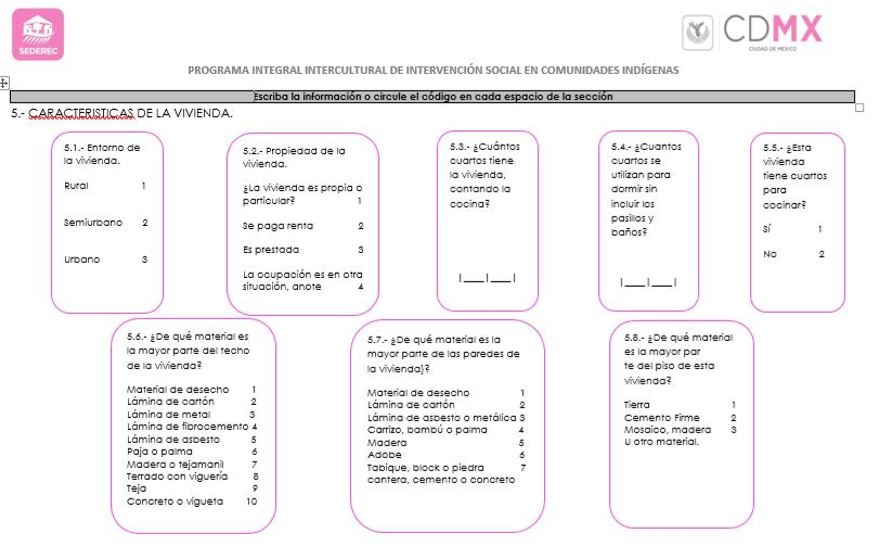 SEDEREC
CDMX
CIUDAD DE MÉXICO
PROGRAMA INTEGRAL INTERCULTURAL DE INTERVENCIÓN SOCIAL EN COMUNIDADES INDÍGENAS
Escriba la información o circule el código en cada espacio de la sección
5.- CARACTERISTICAS DE LA VIVIENDA.
5.1.- Entorno de
la vivienda.
Rural 1
Semiurbano 2
Urbano 3
5.2.- Propiedad de la
vivienda.
¿La vivienda es propia o
particular? 1
Se paga renta 2
Es prestada 3
La ocupación es en otra
situación, anote 4
5.3.- ¿Cuántos
cuartos tiene
la vivienda,
contando la
cocina?
|___|___|
5.4.- ¿Cuantos
cuartos se
utilizan para
dormir sin
incluir los
pasillos y
baños?
|___|___|
5.5.- ¿Esta
vivienda
tiene cuartos
para
cocinar?
Sí 1
No 2
5.6.- ¿De qué material es
la mayor parte del techo
de la vivienda?
Material de desecho 1
Lámina de cartón 2
Lámina de metal 3
Lámina de fibrocemento 4
Lámina de asbesto 5
Paja o palma 6
Madera o tejamanil 7
Terrado con viguería 8
Teja 9
Concreto o vigueta 10
5.7.- ¿De qué material es la
mayor parte de las paredes de
la vivienda}?
Material de desecho 1
Lámina de cartón 2
Lámina de asbesto o metálica 3
Carrizo, bambú o palma 4
Madera 5
Adobe 6
Tabique, block o piedra 7
cantera, cemento o concreto
5.8.- ¿De qué material
es la mayor par
te del piso de esta
vivienda?
Tierra 1
Cemento Firme 2
Mosaico, madera 3
U otro material.